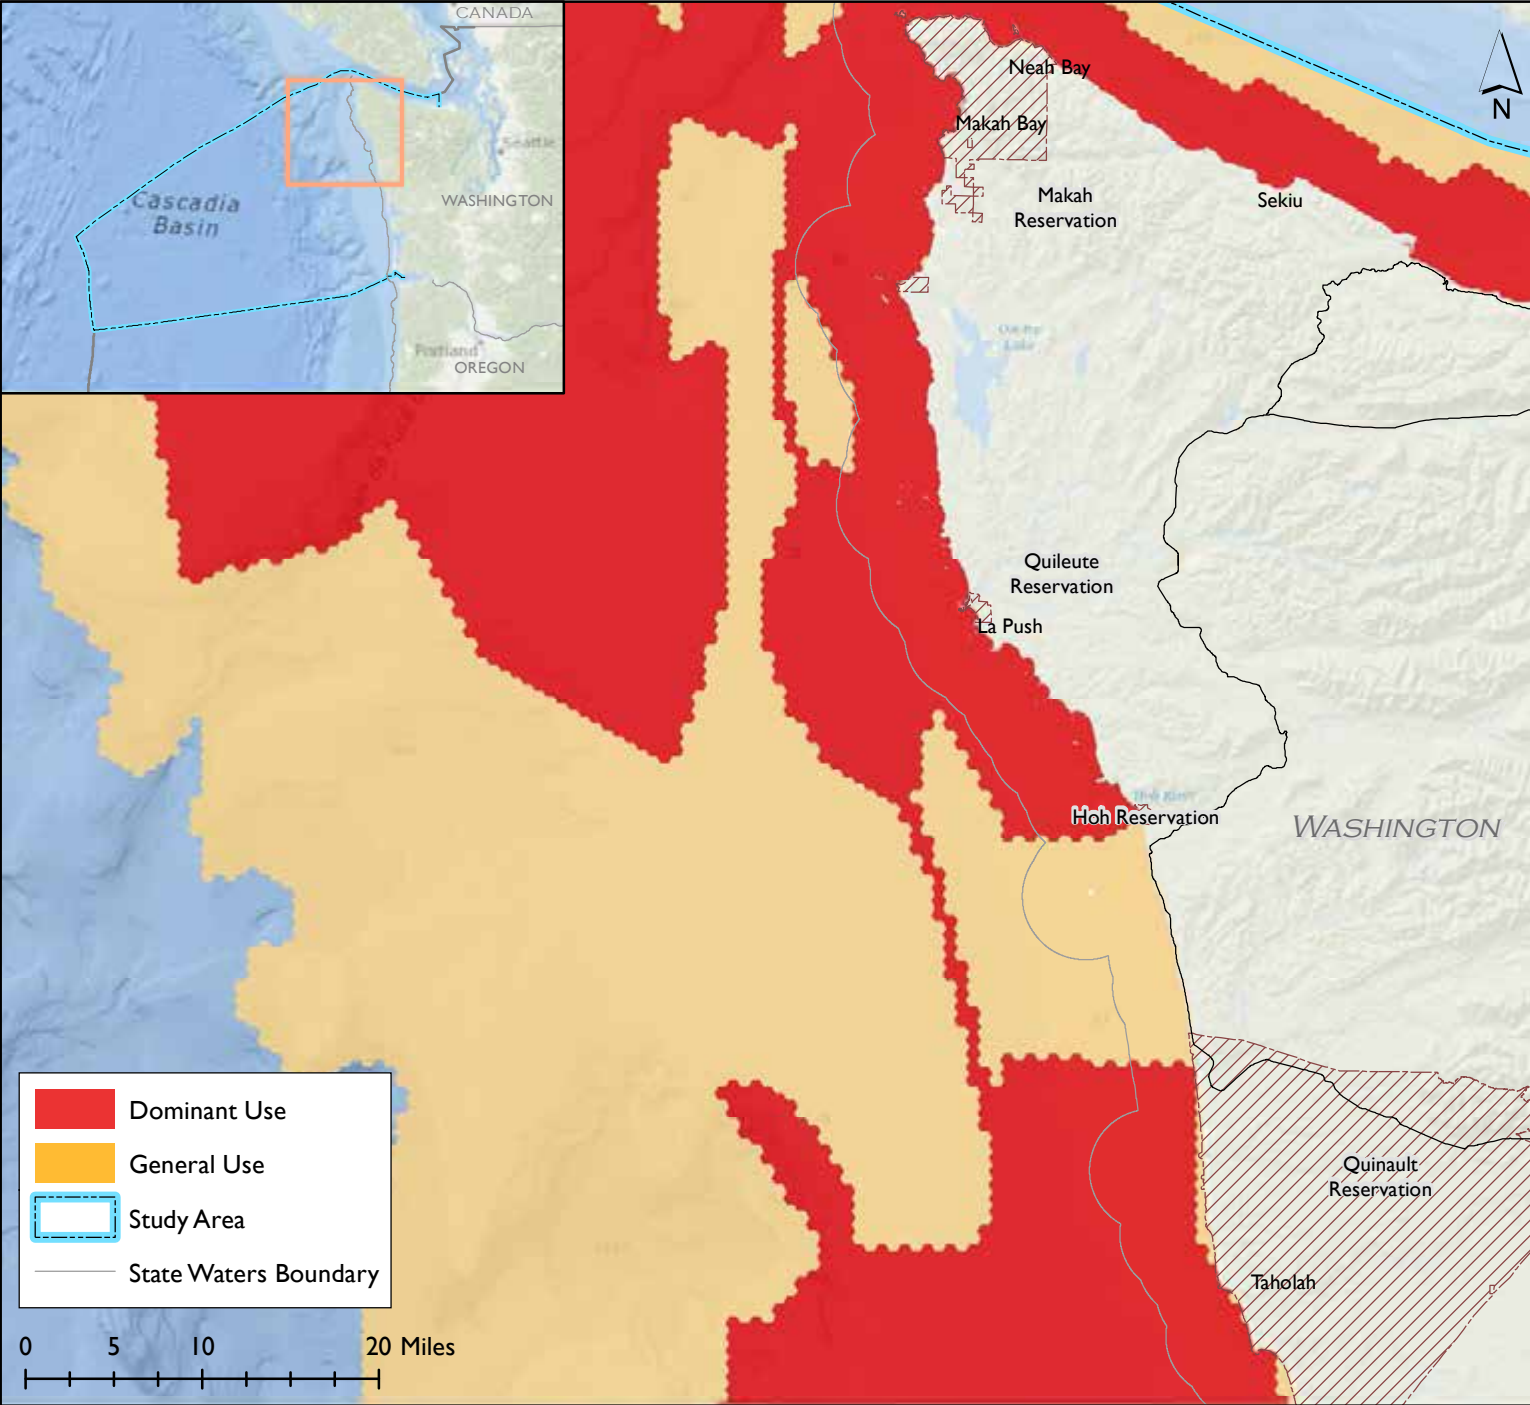 CANADA
Seattle
Cascadia
Basin
WASHINGTON
Portland
OREGON
N
Neah Bay
Makah Bay
Makah
Reservation
Sekiu
Lake
Quileute
Reservation
La Push
Hoh Reservation
WASHINGTON
Quinault
Reservation
Taholah
Dominant Use
General Use
Study Area
State Waters Boundary
0 5 10 20 Miles